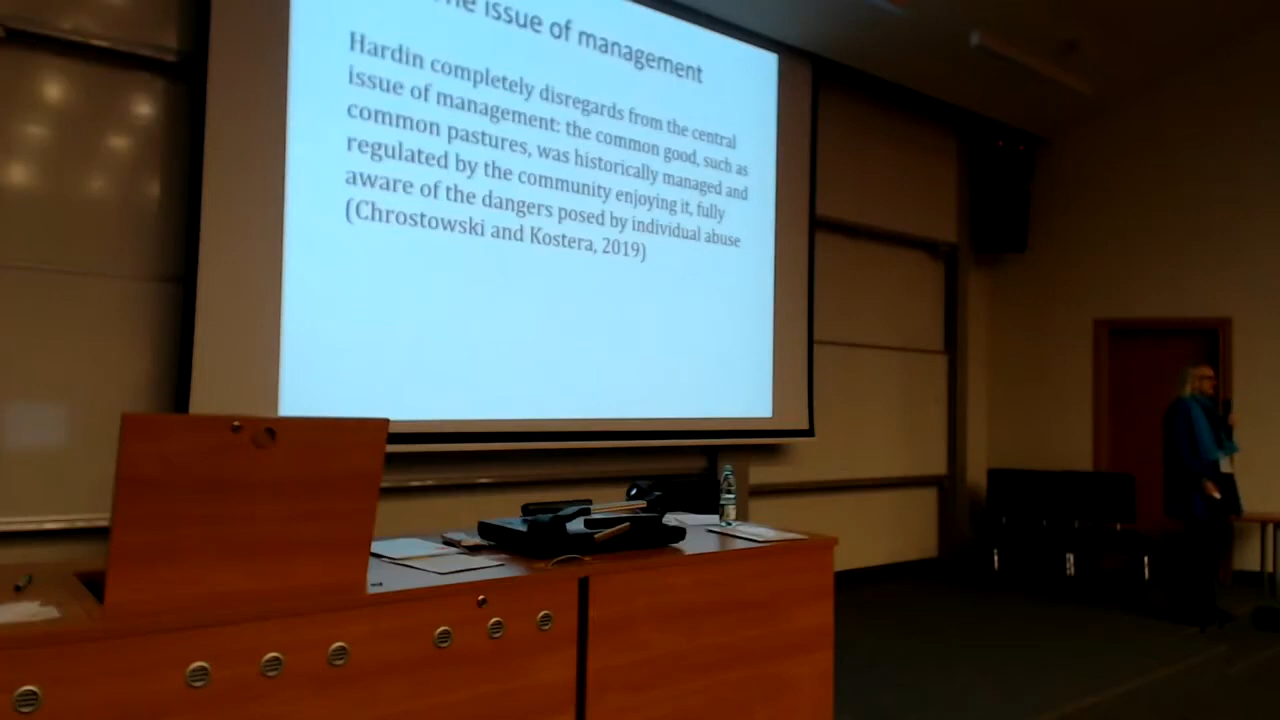 The issue of management
Hardin completely disregards from the central
issue of management: the common good, such as
common pastures, was historically managed and
regulated by the community enjoying it, fully
aware of the dangers posed by individual abuse
(Chrostowski and Kostera, 2019)